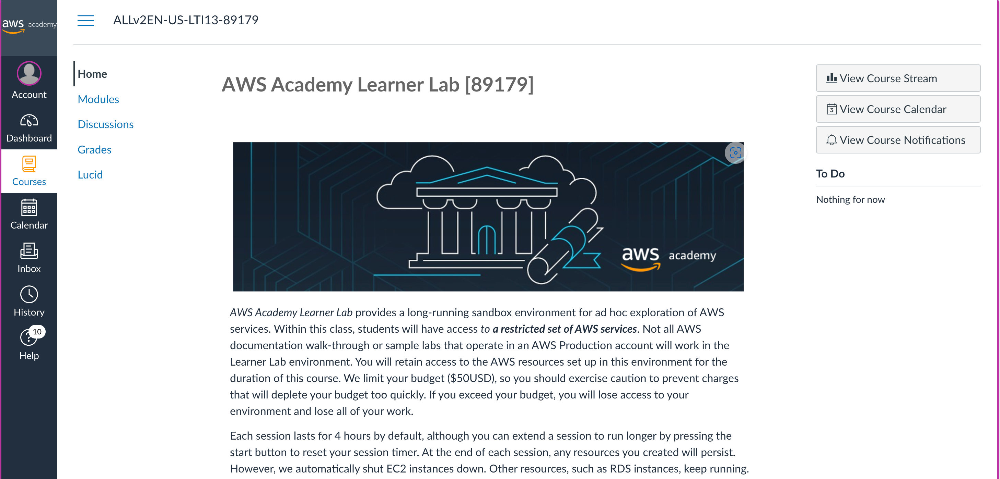 aws academy
ALLv2EN-US-LTI13-89179
Account
Dashboard
Courses
Calendar
Inbox
History
10
Help
Home
Modules
Discussions
Grades
Lucid
AWS Academy Learner Lab [89179]
aws academy
AWS Academy Learner Lab provides a long-running sandbox environment for ad hoc exploration of AWS
services. Within this class, students will have access to a restricted set of AWS services. Not all AWS
documentation walk-through or sample labs that operate in an AWS Production account will work in the
Learner Lab environment. You will retain access to the AWS resources set up in this environment for the
duration of this course. We limit your budget ($50USD), so you should exercise caution to prevent charges
that will deplete your budget too quickly. If you exceed your budget, you will lose access to your
environment and lose all of your work.
Each session lasts for 4 hours by default, although you can extend a session to run longer by pressing the
start button to reset your session timer. At the end of each session, any resources you created will persist.
However, we automatically shut EC2 instances down. Other resources, such as RDS instances, keep running.
View Course Stream
3 View Course Calendar
View Course Notifications
To Do
Nothing for now